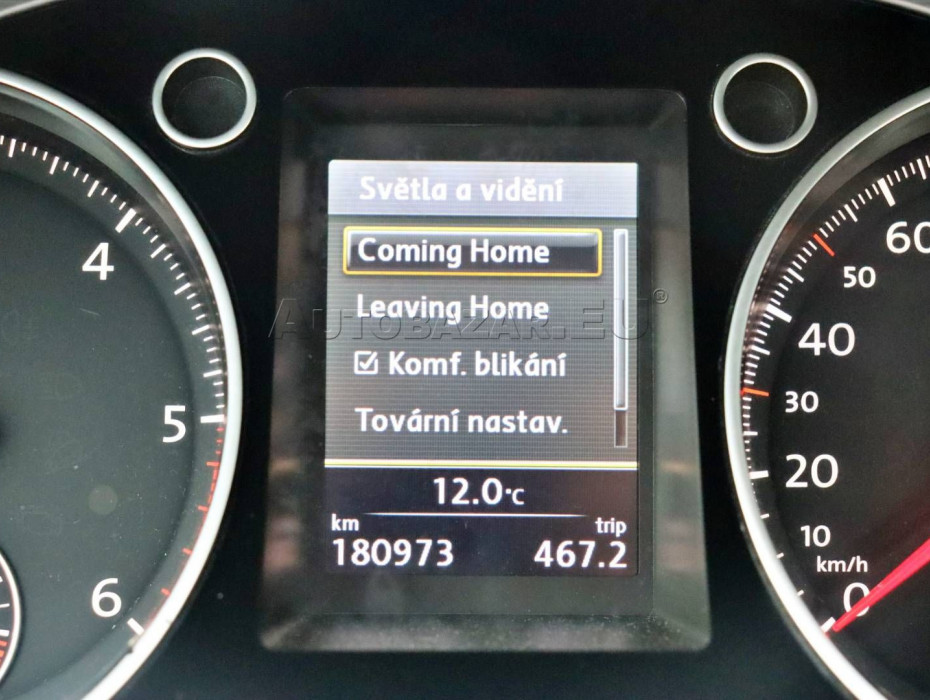 Světla a vidění
Coming Home
Leaving Home
AUTOBAZAR.EU®
Komf. blikání
Tovární nastav.
12.0°C
km trip
180973 467.2
4
5
6
60
50
40
30
20
10
km/h
0